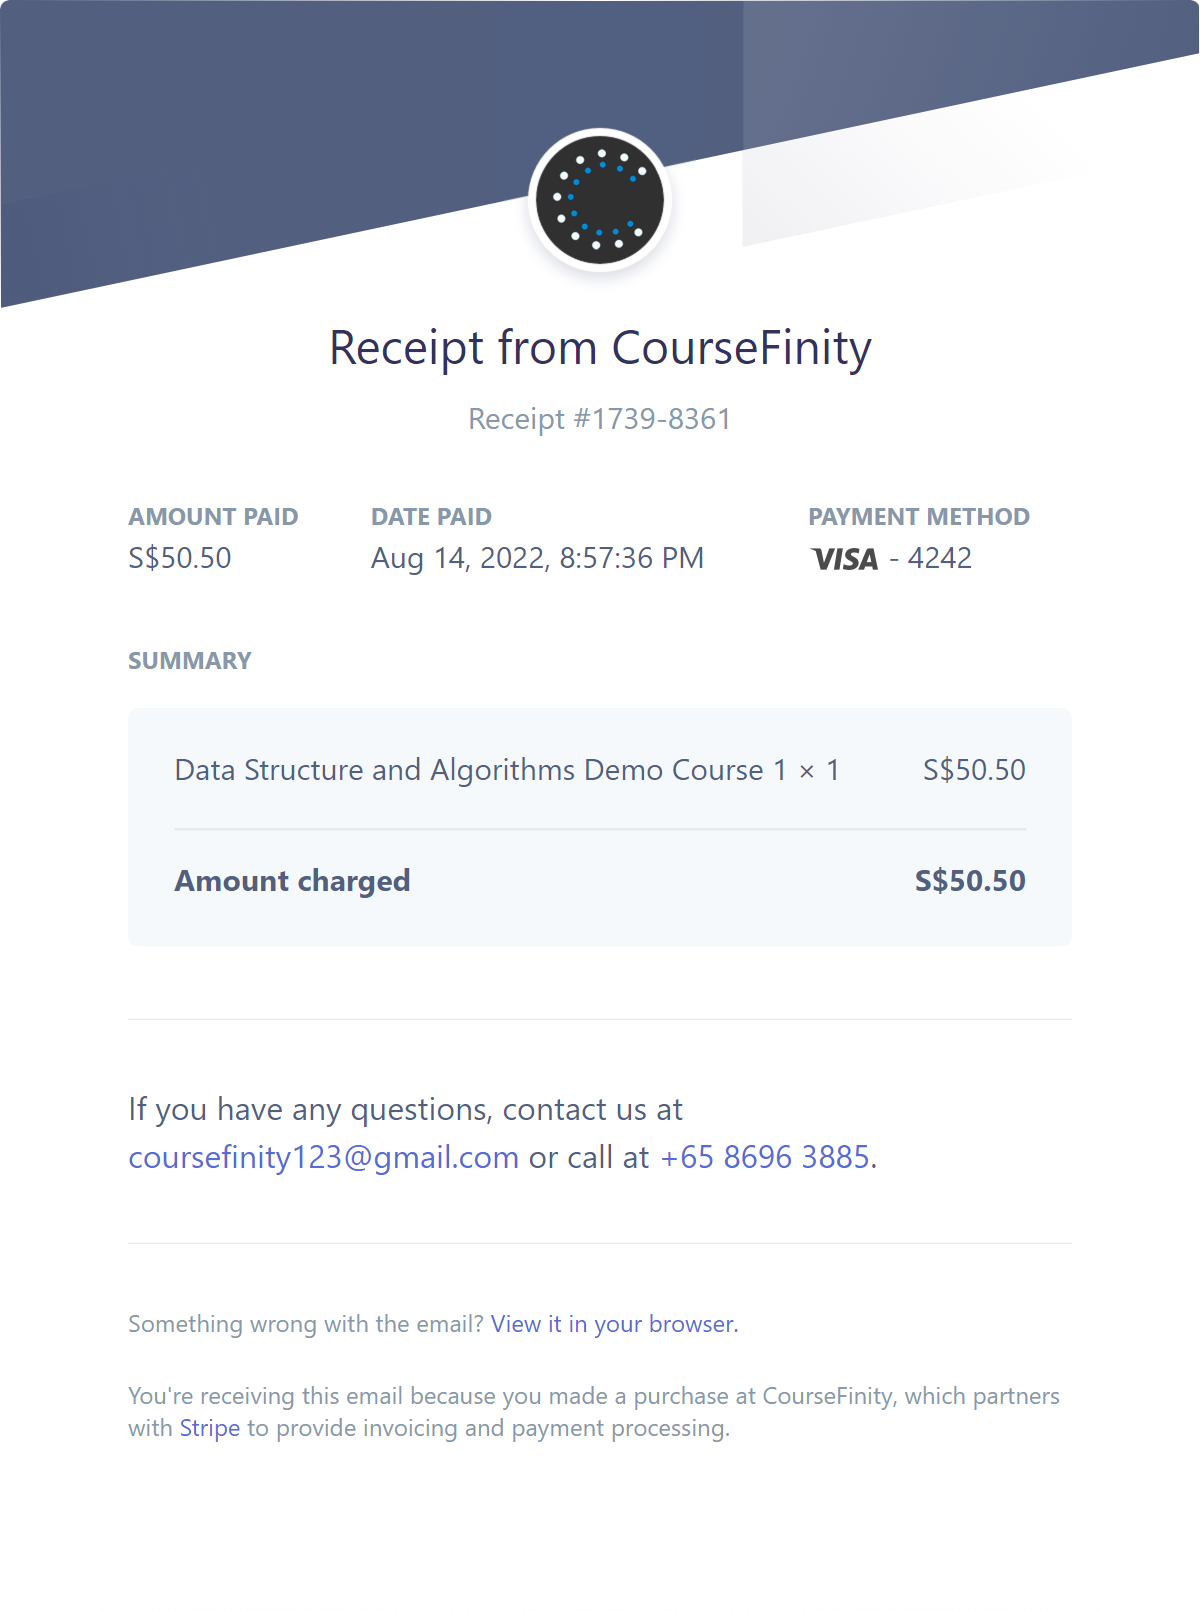 Receipt from CourseFinity
Receipt #1739-8361
AMOUNT PAID DATE PAID PAYMENT METHOD
S$50.50 Aug 14, 2022, 8:57:36 PM VISA - 4242
SUMMARY
Data Structure and Algorithms Demo Course 1 × 1 S$50.50
Amount charged S$50.50
If you have any questions, contact us at
coursefinity123@gmail.com or call at +65 8696 3885.
Something wrong with the email? View it in your browser.
You're receiving this email because you made a purchase at CourseFinity, which partners
with Stripe to provide invoicing and payment processing.